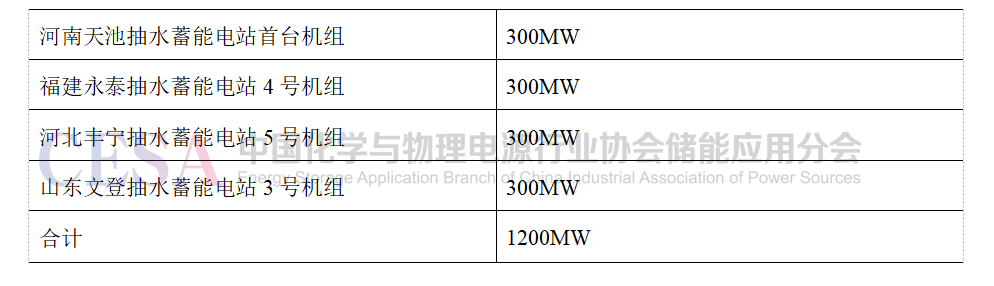 河南天池抽水蓄能电站首台机组 300MW
福建永泰抽水蓄能电站 4 号机组 300MW
河北丰宁抽水蓄能电站 5 号机组 300MW
CESA 中国化学与物理电源行业协会储能应用分会
Energy Storage Application Branch of China Industrial Association of Power Sources
山东文登抽水蓄能电站 3 号机组 300MW
合计 1200MW